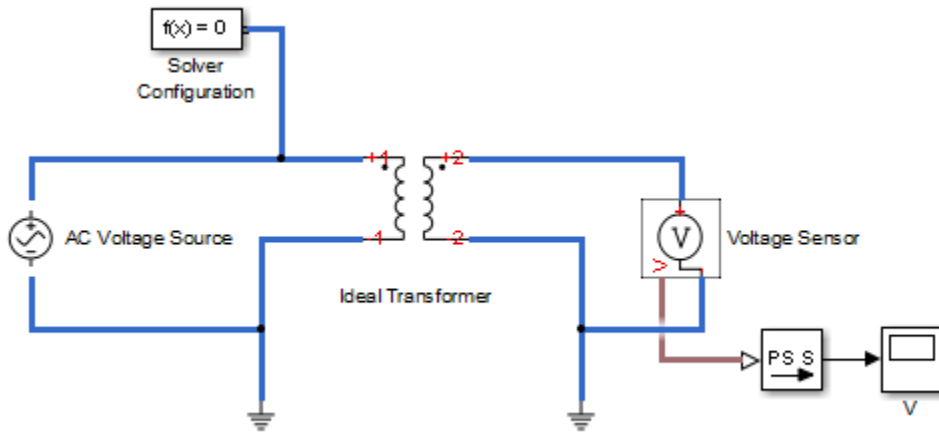 f(x) = 0
Solver
Configuration
+1
+2
AC Voltage Source
-1
-2
Ideal Transformer
+
V
V
Voltage Sensor
PS S
V